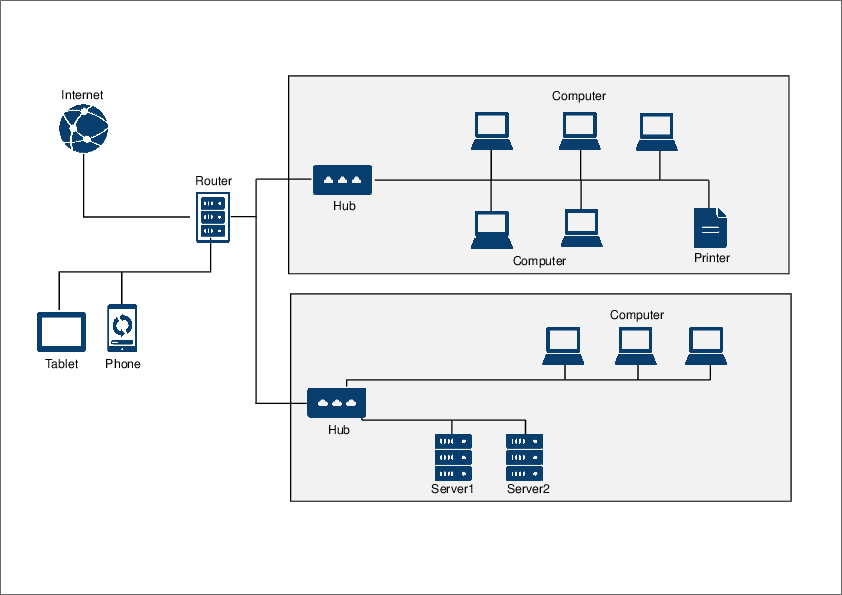 Internet
Router
Tablet
Phone
Computer
Hub
Computer
Printer
Computer
Hub
Server1
Server2